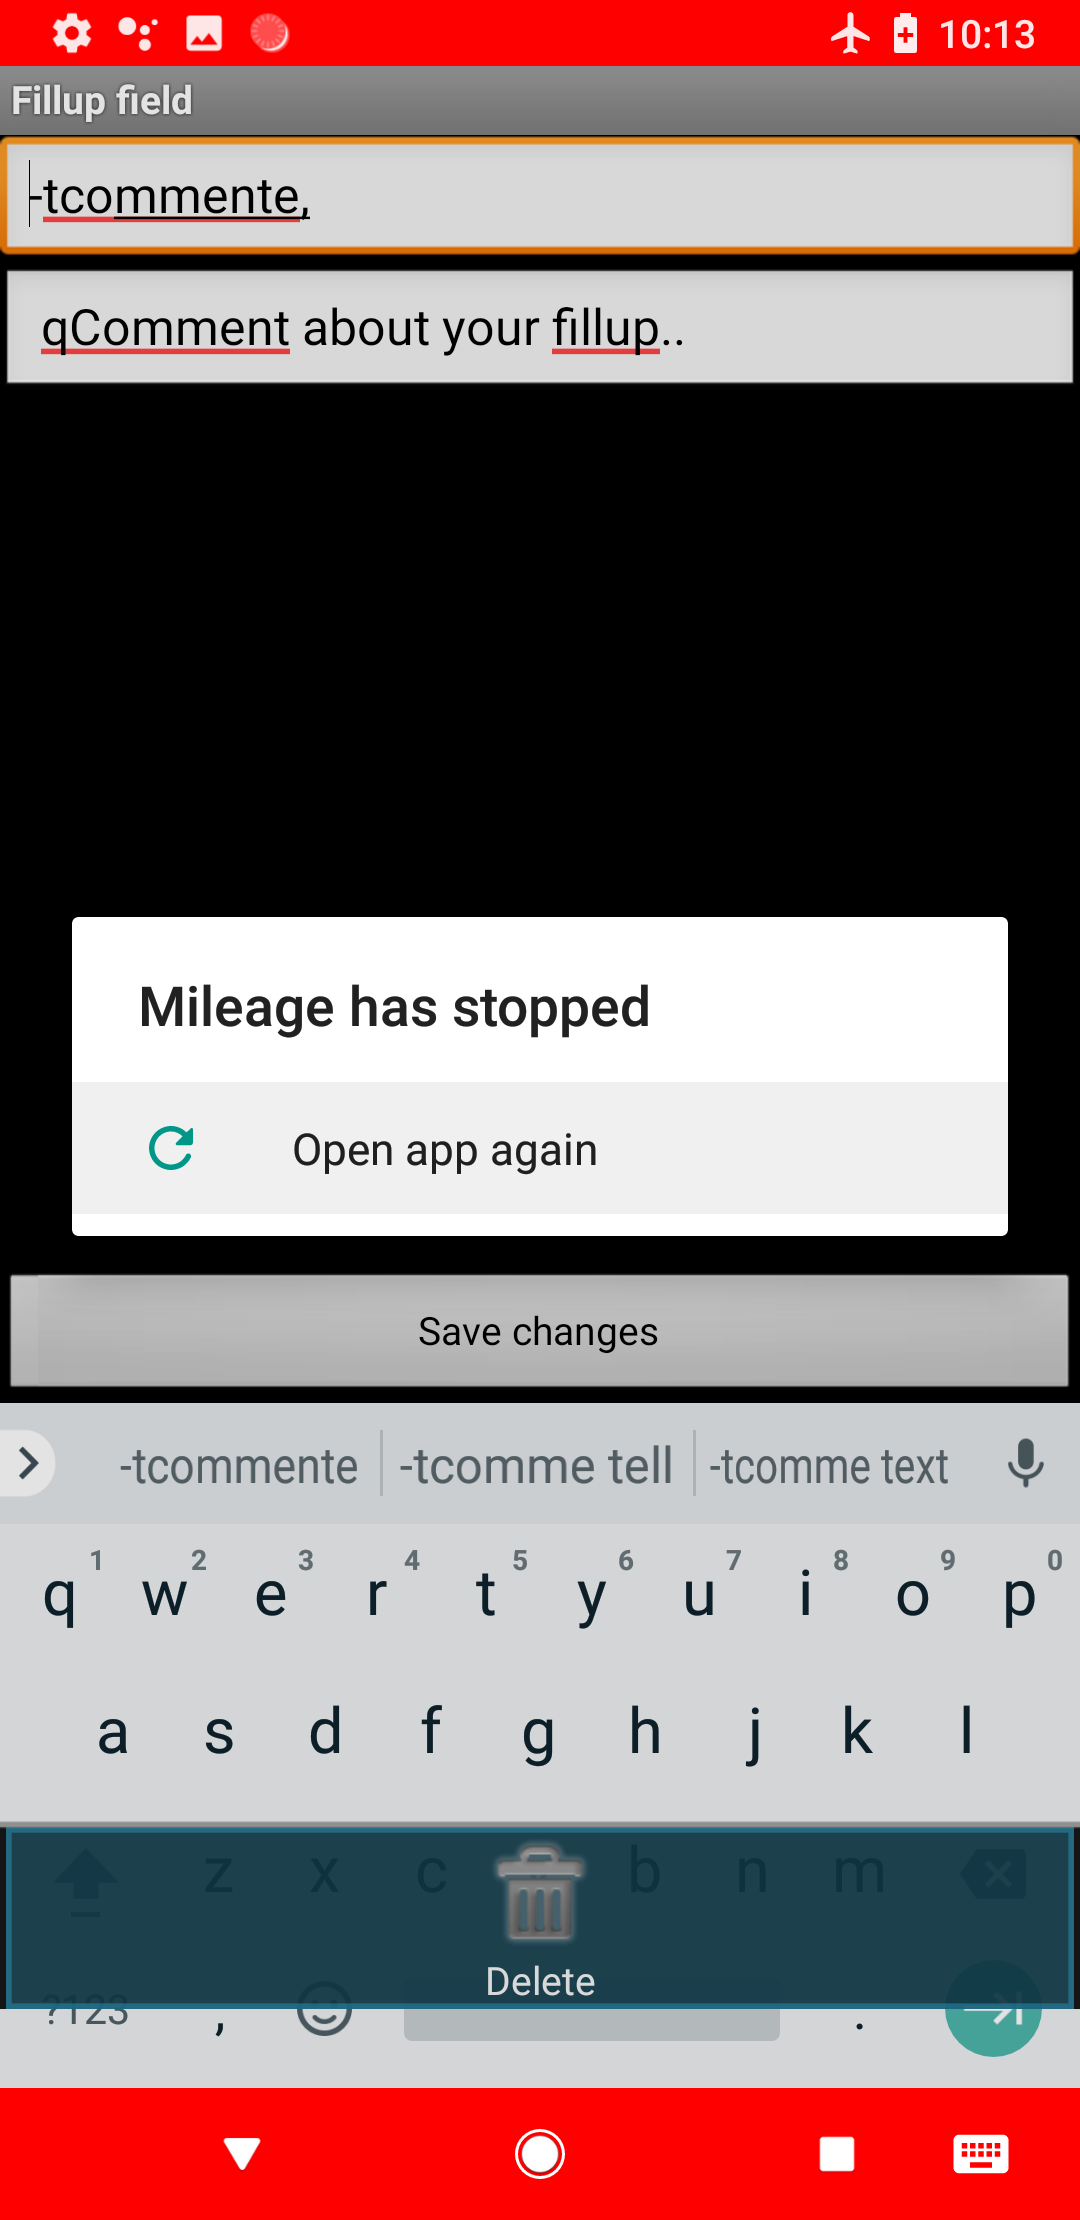 10:13
Fillup field
-tcommente,
qComment about your fillup..
Mileage has stopped
Open app again
Save changes
-tcommente -tcomme tell -tcomme text
1 2 3 4 5 6 7 8 9 0
q w e r t y u i o p
a s d f g h j k l
z x c b n m
Delete
?123 , .